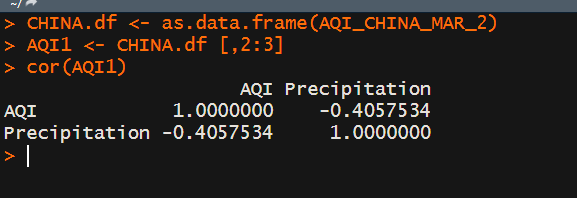 ~/
> CHINA.df <- as.data.frame(AQI_CHINA_MAR_2)
> AQI1 <- CHINA.df [,2:3]
> cor(AQI1)
                     AQI Precipitation
AQI            1.0000000    -0.4057534
Precipitation -0.4057534     1.0000000
>